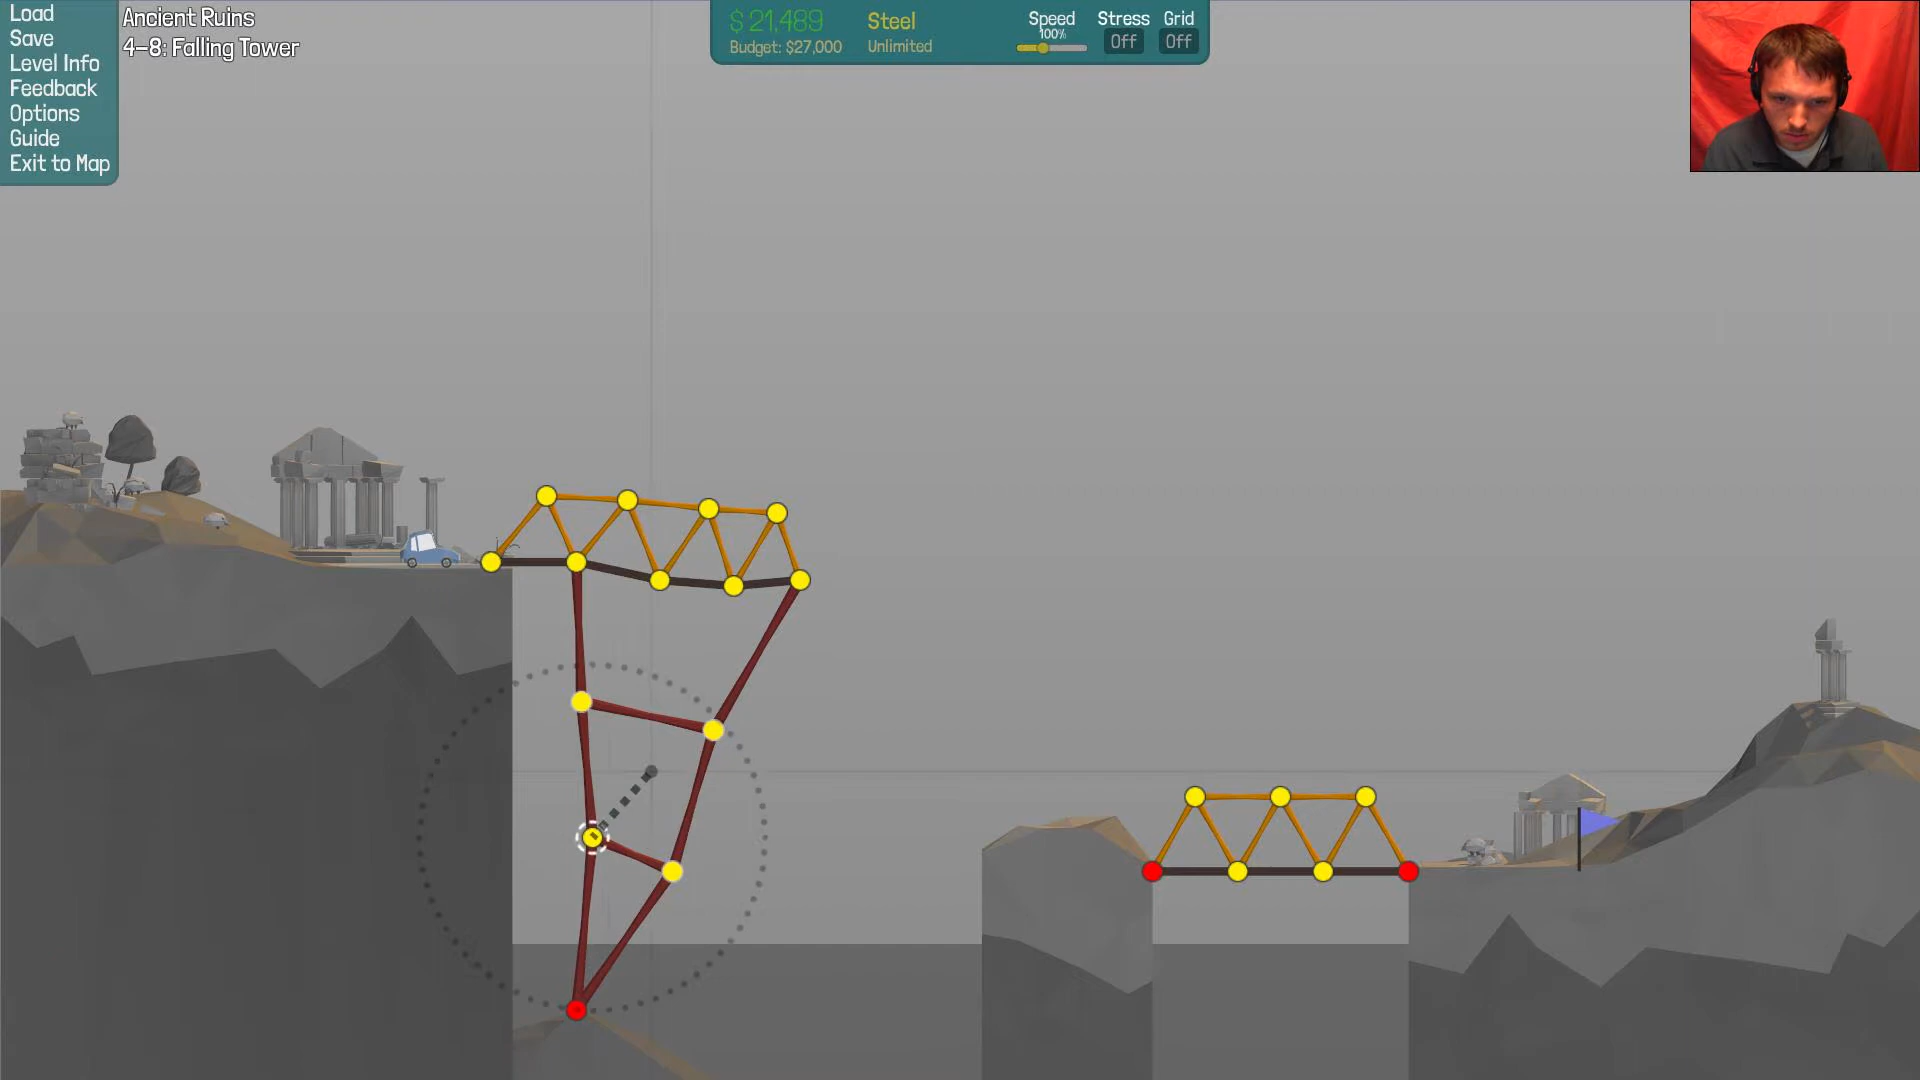 Load
Save
Level Info
Feedback
Options
Guide
Exit to Map
Ancient Ruins
4-8: Falling Tower
$ 21,489
Budget: $27,000
Steel
Unlimited
Speed
100%
Stress
Off
Grid
Off